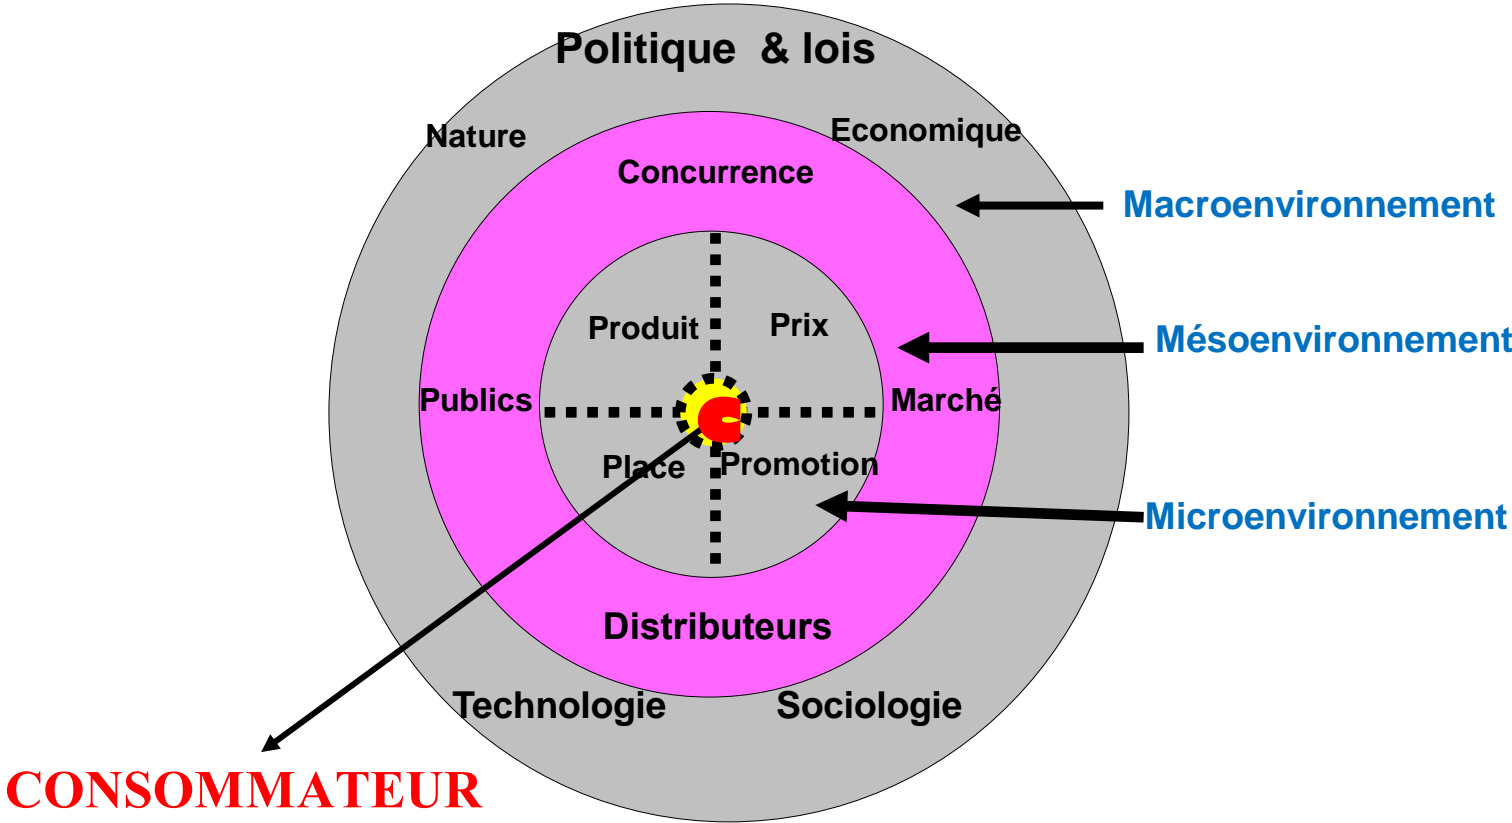 Politique & lois
Nature
Economique
Concurrence
Macroenvironnement
Produit
Prix
Mésoenvironnement
Publics
Marché
Place
Promotion
Microenvironnement
Distributeurs
Technologie
Sociologie
CONSOMMATEUR